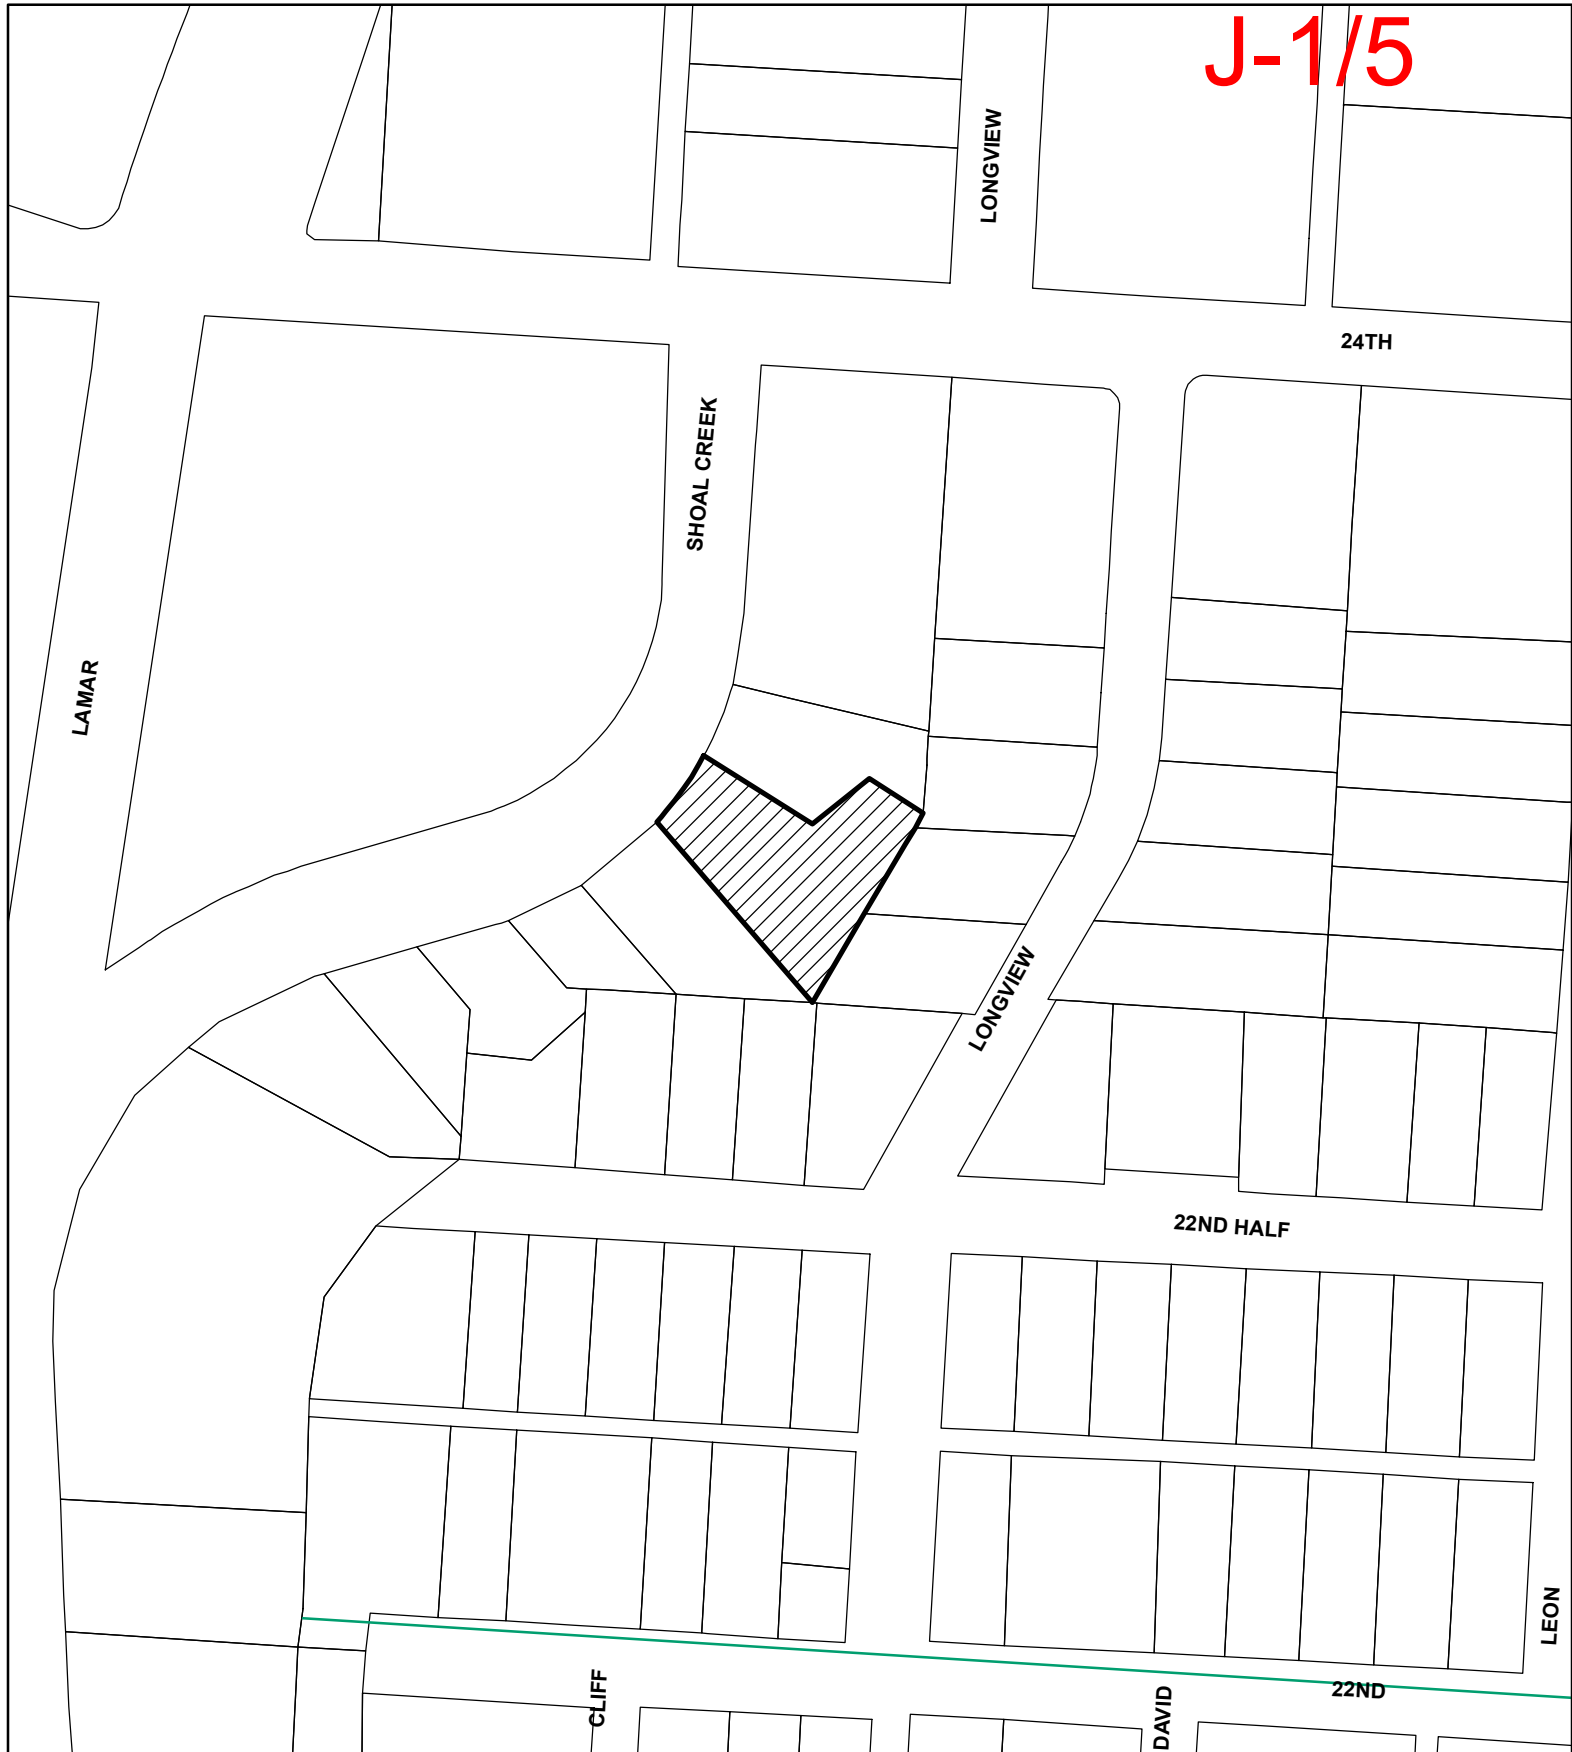 J-1/5
LONGVIEW
24TH
SHOAL CREEK
LAMAR
LONGVIEW
22ND HALF
LEON
CLIFF
22ND
DAVID